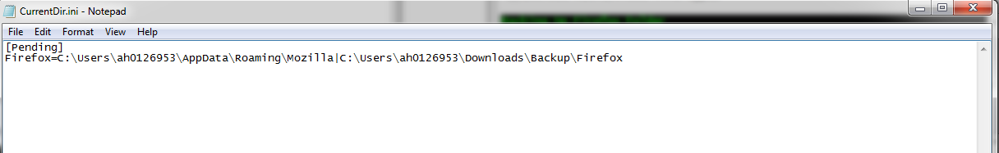 CurrentDir.ini - Notepad
File Edit Format View Help
[Pending]
Firefox=C:\Users\ah0126953\AppData\Roaming\Mozilla|C:\Users\ah0126953\Downloads\Backup\Firefox